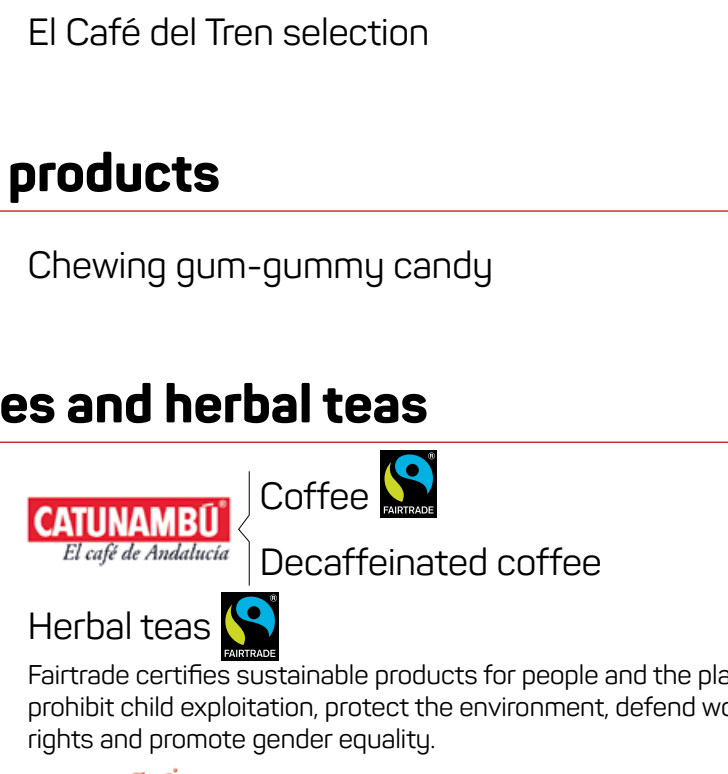 El Café del Tren selection
products
Chewing gum-gummy candy
es and herbal teas
Coffee FAIRTRADE
CATUNAMBÚ®
El café de Andalucía
Decaffeinated coffee
Herbal teas FAIRTRADE
Fairtrade certifies sustainable products for people and the pla
prohibit child exploitation, protect the environment, defend wo
rights and promote gender equality.